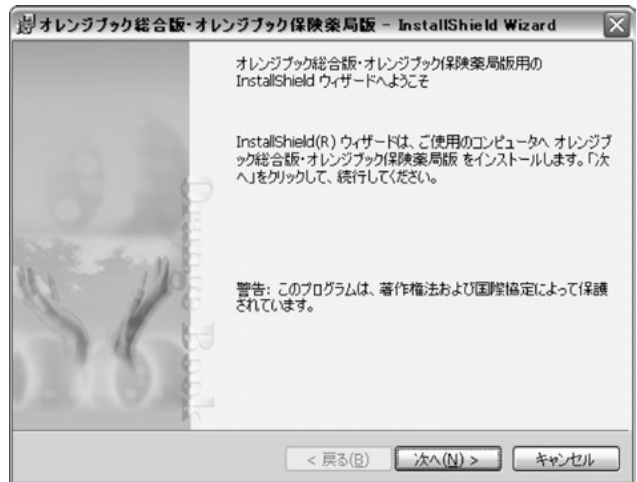 オレンジブック総合版・オレンジブック保険薬局版 - InstallShield Wizard
オレンジブック総合版・オレンジブック保険薬局版用の
InstallShield ウィザードへようこそ
InstallShield(R) ウィザードは、ご使用のコンピュータへ オレンジブ
ック総合版・オレンジブック保険薬局版 をインストールします。「次
へ」をクリックして、続行してください。
Orange Book
警告: このプログラムは、著作権法および国際協定によって保護
されています。
< 戻る(B)
次へ(N) >
キャンセル